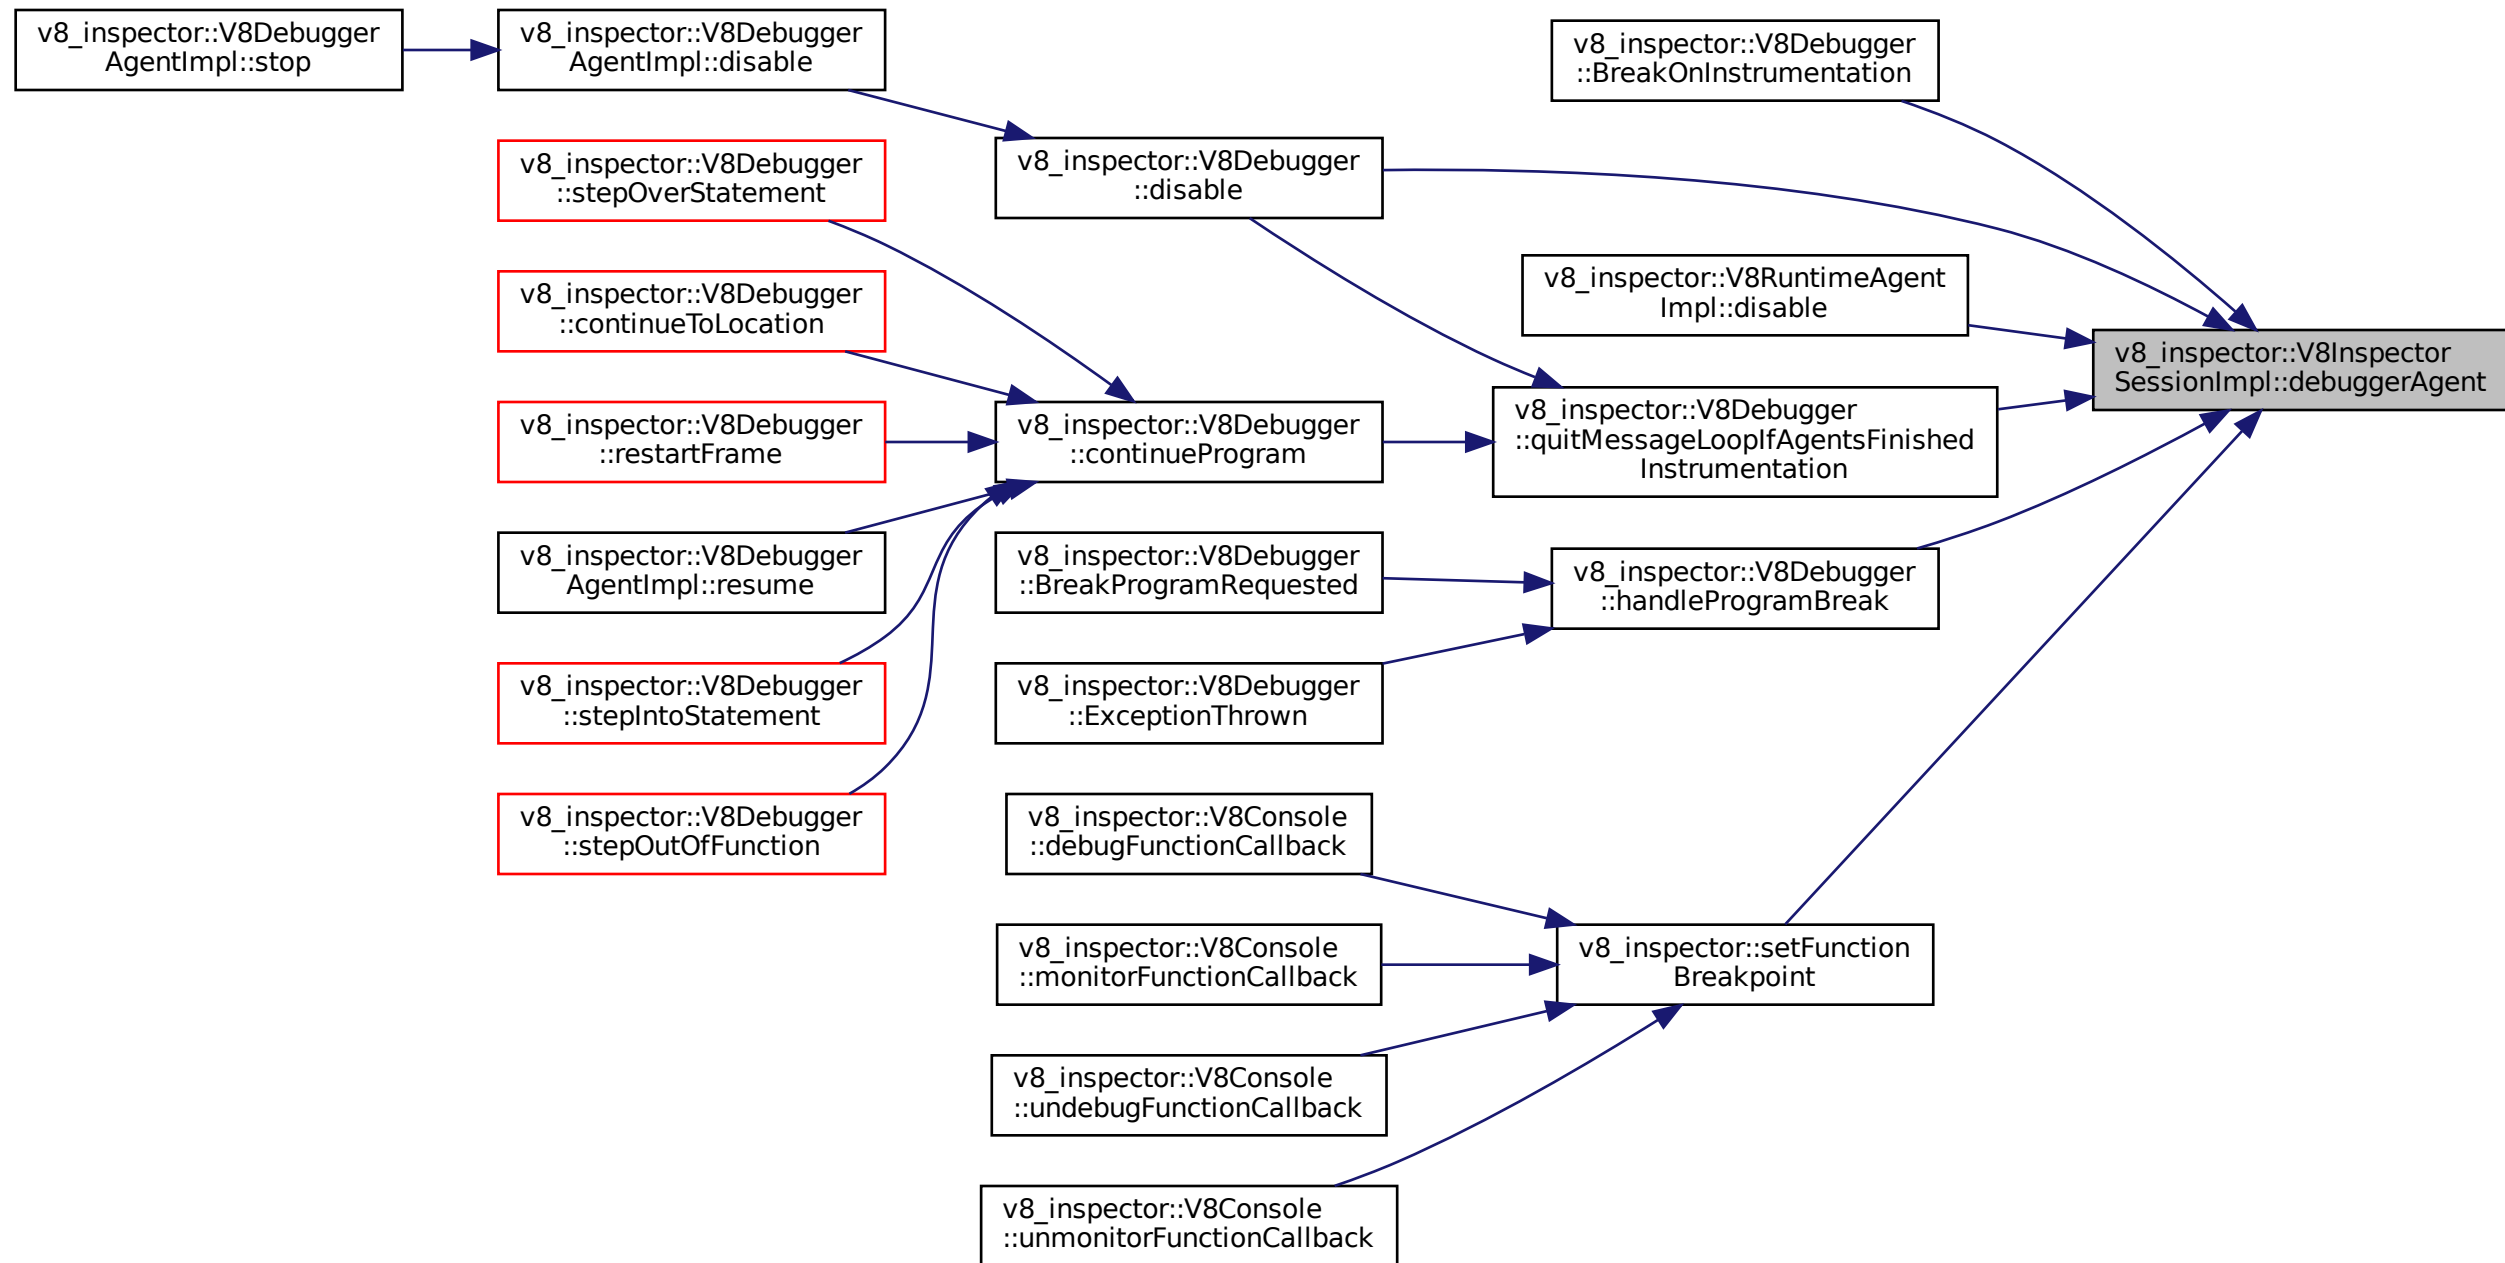 v8_inspector::V8Debugger
AgentImpl::stop
v8_inspector::V8Debugger
AgentImpl::disable
v8_inspector::V8Debugger
::stepOverStatement
v8_inspector::V8Debugger
::continueToLocation
v8_inspector::V8Debugger
::restartFrame
v8_inspector::V8Debugger
AgentImpl::resume
v8_inspector::V8Debugger
::stepIntoStatement
v8_inspector::V8Debugger
::stepOutOfFunction
v8_inspector::V8Debugger
::disable
v8_inspector::V8Debugger
::continueProgram
v8_inspector::V8Debugger
::BreakProgramRequested
v8_inspector::V8Debugger
::ExceptionThrown
v8_inspector::V8Console
::debugFunctionCallback
v8_inspector::V8Console
::monitorFunctionCallback
v8_inspector::V8Console
::undebugFunctionCallback
v8_inspector::V8Console
::unmonitorFunctionCallback
v8_inspector::V8Debugger
::BreakOnInstrumentation
v8_inspector::V8RuntimeAgent
Impl::disable
v8_inspector::V8Debugger
::quitMessageLoopIfAgentsFinished
Instrumentation
v8_inspector::V8Debugger
::handleProgramBreak
v8_inspector::setFunction
Breakpoint
v8_inspector::V8Inspector
SessionImpl::debuggerAgent